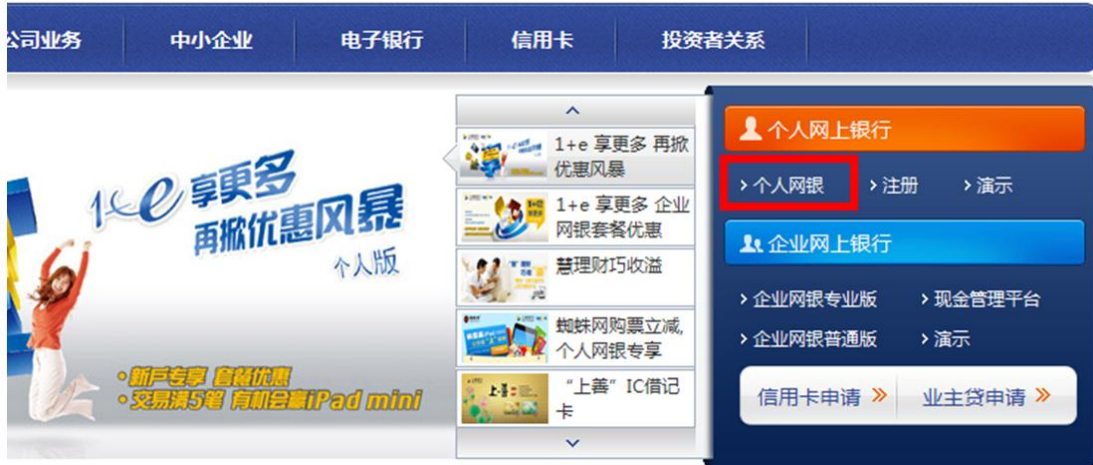 公司业务 中小企业 电子银行 信用卡 投资者关系
1+e 享更多
再掀优惠风暴
个人版
•新戶专享 套餐优惠
•交易满5笔 有机会赢iPad mini
1+e 享更多 再掀
优惠风暴
1+e 享更多 企业
网银套餐优惠
慧理财巧收溢
蜘蛛网购票立减,
个人网银专享
“上善”IC借记
卡
个人网上银行
个人网银 注册 演示
企业网上银行
企业网银专业版 现金管理平台
企业网银普通版 演示
信用卡申请 业主贷申请